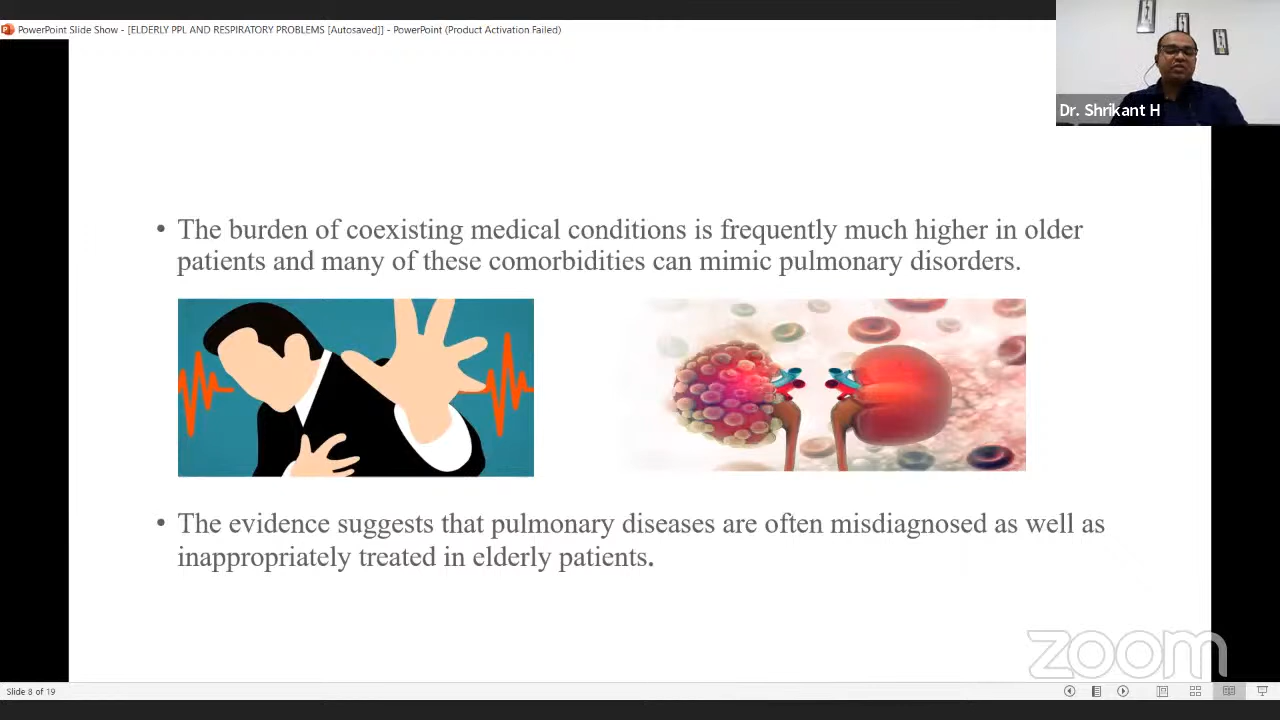 PowerPoint Slide Show - [ELDERLY PPL AND RESPIRATORY PROBLEMS [Autosaved]] - PowerPoint (Product Activation Failed)
Dr. Shrikant H
• The burden of coexisting medical conditions is frequently much higher in older
patients and many of these comorbidities can mimic pulmonary disorders.
• The evidence suggests that pulmonary diseases are often misdiagnosed as well as
inappropriately treated in elderly patients.
zoom
Slide 8 of 19